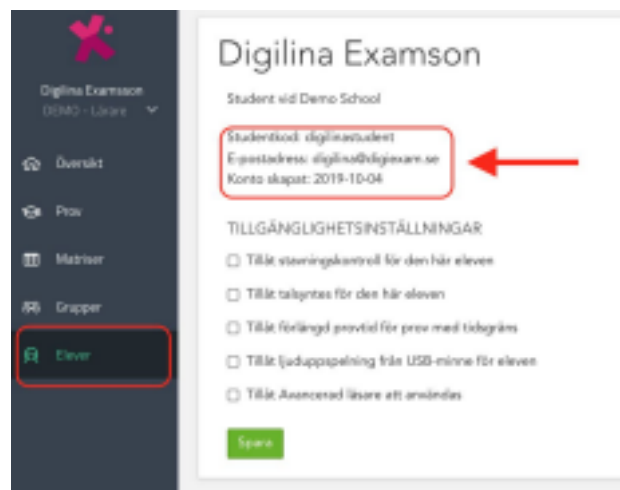 Digilina Examsson
DEMO - Lärare
Översikt
Prov
Matriser
Grupper
Elever
Digilina Examson
Student vid Demo School
Studentkod: digilinastudent
E-postadress: digilina@digiexam.se
Konto skapat: 2019-10-04
TILLGÄNGLIGHETSINSTÄLLNINGAR
Tillåt stavningskontroll för den här eleven
Tillåt talsyntes för den här eleven
Tillåt förlängd provtid för prov med tidsgräns
Tillåt ljuduppspelning från USB-minne för eleven
Tillåt Avancerad läsare att användas
Spara